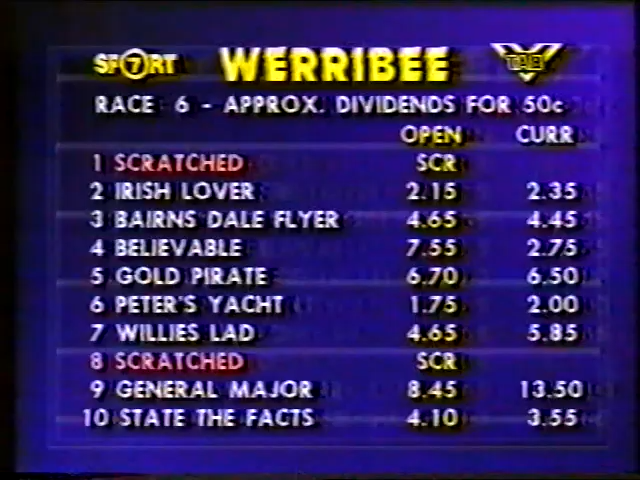 SP7RT WERRIBEE TAB
RACE 6 - APPROX. DIVIDENDS FOR 50c
OPEN CURR
1 SCRATCHED SCR
2 IRISH LOVER 2.15 2.35
3 BAIRNS DALE FLYER 4.65 4.45
4 BELIEVABLE 7.55 2.75
5 GOLD PIRATE 6.70 6.50
6 PETER'S YACHT 1.75 2.00
7 WILLIES LAD 4.65 5.85
8 SCRATCHED SCR
9 GENERAL MAJOR 8.45 13.50
10 STATE THE FACTS 4.10 3.55